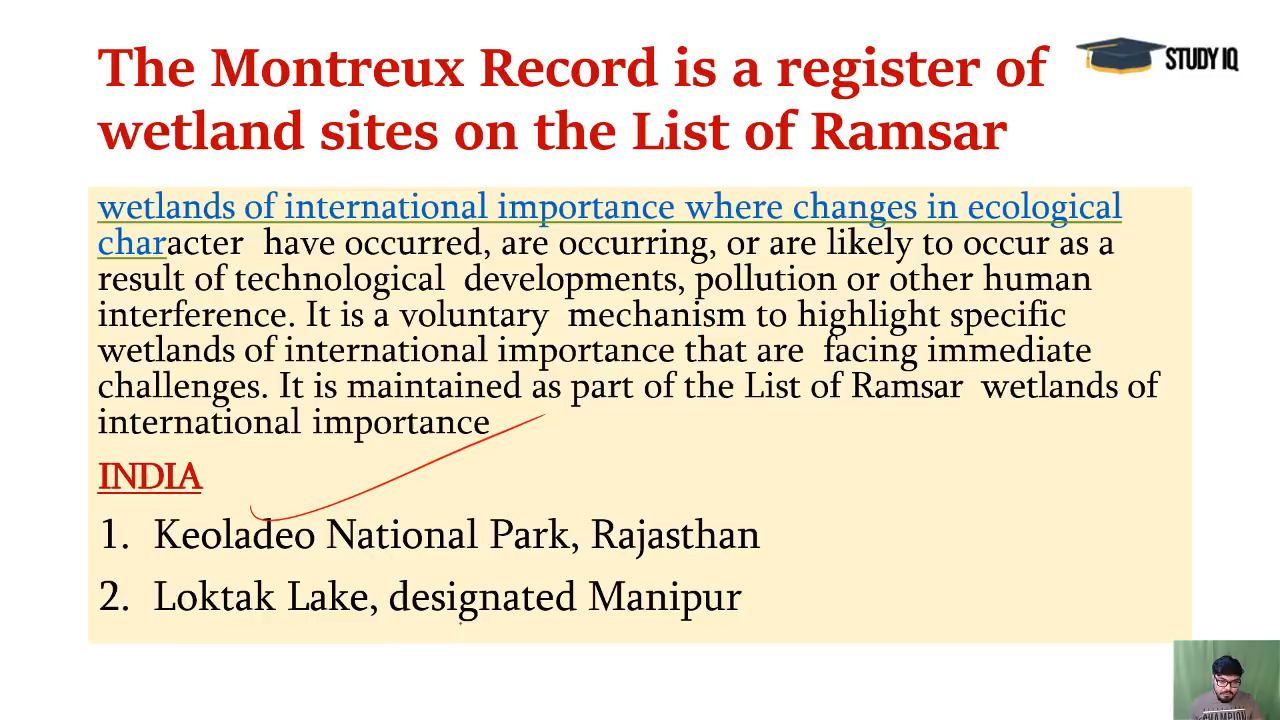 The Montreux Record is a register of
wetland sites on the List of Ramsar
STUDY IQ
wetlands of international importance where changes in ecological
character have occurred, are occurring, or are likely to occur as a
result of technological developments, pollution or other human
interference. It is a voluntary mechanism to highlight specific
wetlands of international importance that are facing immediate
challenges. It is maintained as part of the List of Ramsar wetlands of
international importance
INDIA
1. Keoladeo National Park, Rajasthan
2. Loktak Lake, designated Manipur
CHAMPION